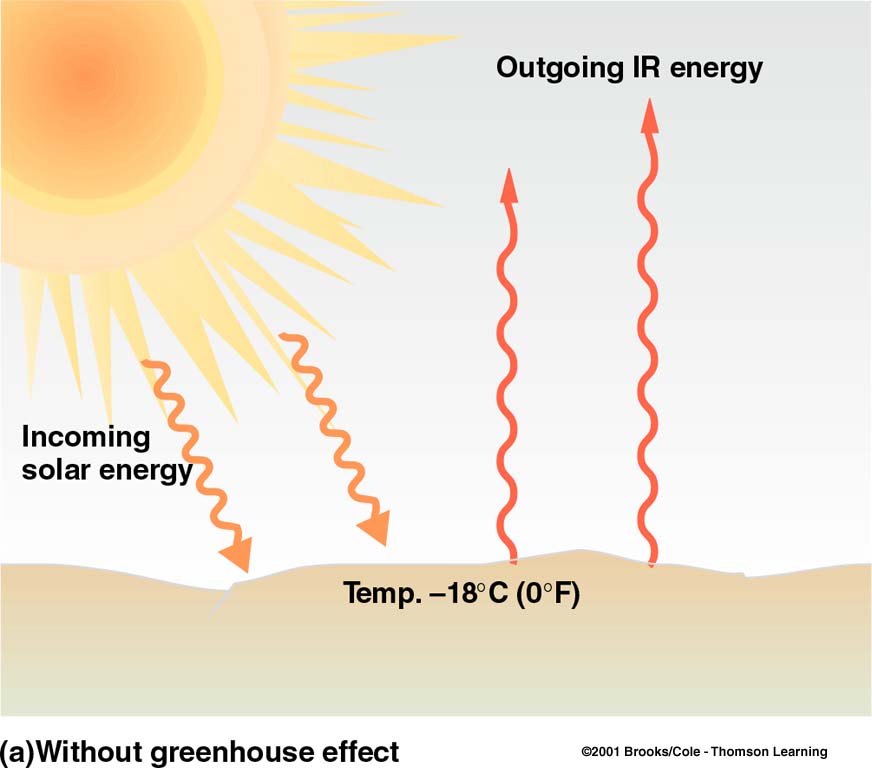 Outgoing IR energy
Incoming
solar energy
Temp. –18°C (0°F)
(a)Without greenhouse effect
©2001 Brooks/Cole - Thomson Learning